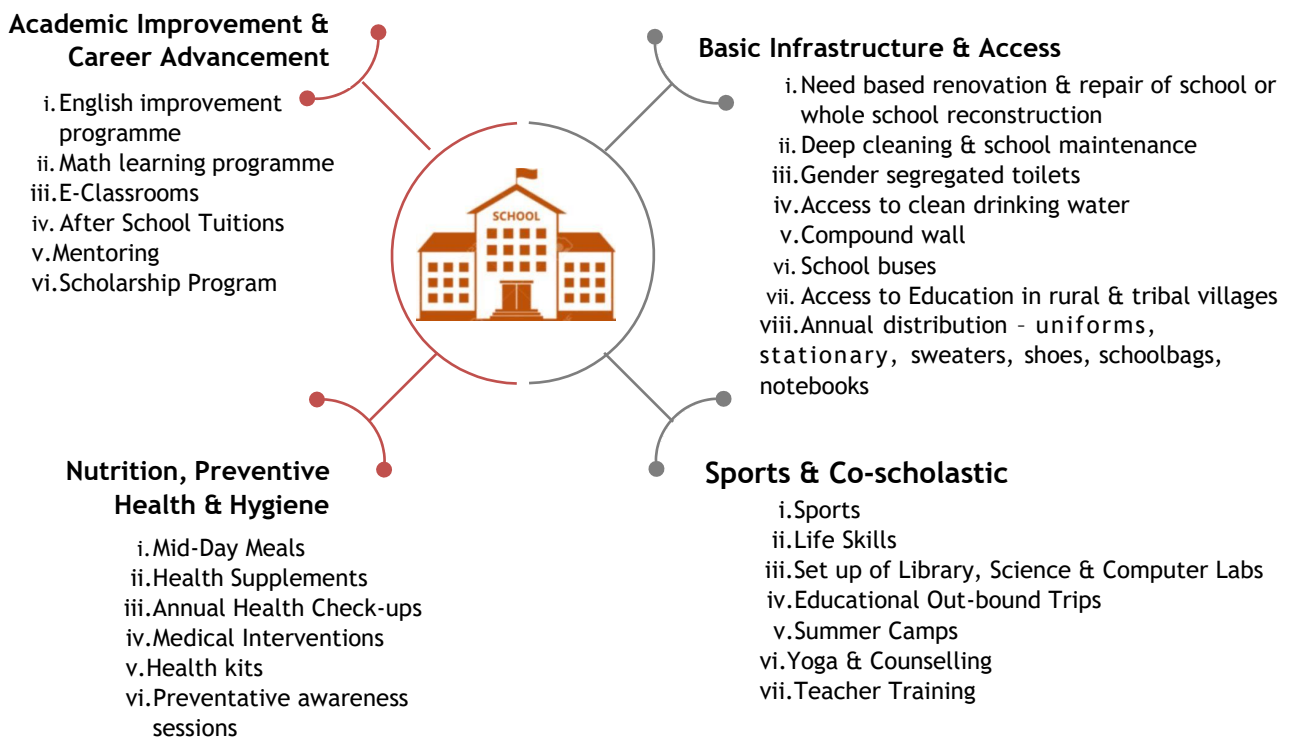 Academic Improvement &
Career Advancement
i. English improvement
programme
ii. Math learning programme
iii.E-Classrooms
iv. After School Tuitions
v.Mentoring
vi.Scholarship Program
Basic Infrastructure & Access
i.Need based renovation & repair of school or
whole school reconstruction
ii. Deep cleaning & school maintenance
iii.Gender segregated toilets
iv.Access to clean drinking water
v.Compound wall
vi. School buses
vii. Access to Education in rural & tribal villages
viii.Annual distribution – uniforms,
stationary, sweaters, shoes, schoolbags,
notebooks
SCHOOL
Nutrition, Preventive
Health & Hygiene
i.Mid-Day Meals
ii.Health Supplements
iii.Annual Health Check-ups
iv.Medical Interventions
v.Health kits
vi.Preventative awareness
sessions
Sports & Co-scholastic
i.Sports
ii.Life Skills
iii.Set up of Library, Science & Computer Labs
iv.Educational Out-bound Trips
v.Summer Camps
vi.Yoga & Counselling
vii.Teacher Training